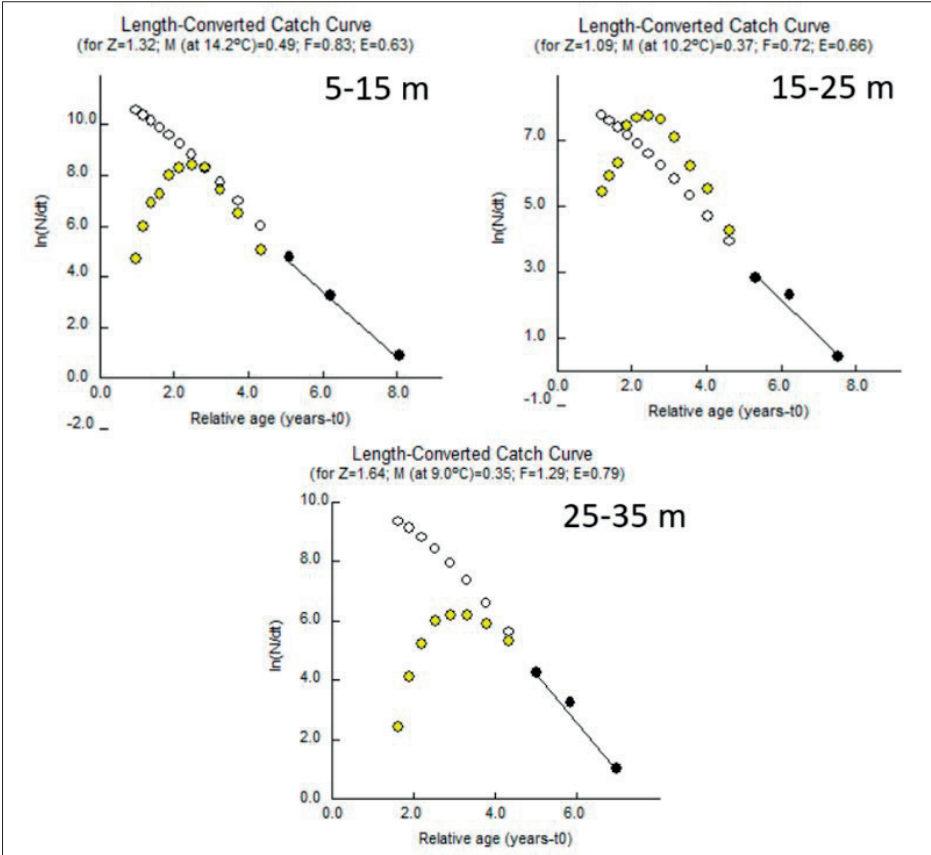 Length-Converted Catch Curve
(for Z=1.32; M (at 14.2ºC)=0.49; F=0.83; E=0.63)
5-15 m
10.0
8.0
6.0
4.0
2.0
0.0
-2.0
ln(N/dt)
0.0 2.0 4.0 6.0 8.0
Relative age (years-t0)
Length-Converted Catch Curve
(for Z=1.09; M (at 10.2ºC)=0.37; F=0.72; E=0.66)
15-25 m
7.0
5.0
3.0
1.0
-1.0
ln(N/dt)
0.0 2.0 4.0 6.0 8.0
Relative age (years-t0)
Length-Converted Catch Curve
(for Z=1.64; M (at 9.0ºC)=0.35; F=1.29; E=0.79)
25-35 m
10.0
8.0
6.0
4.0
2.0
0.0
ln(N/dt)
0.0 2.0 4.0 6.0
Relative age (years-t0)